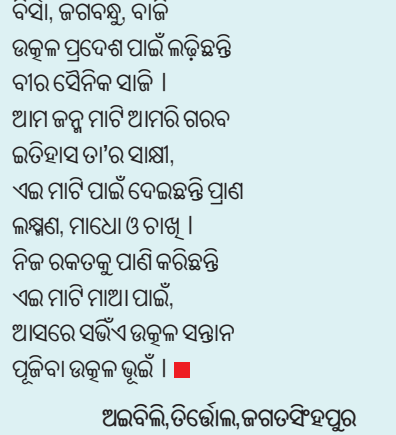 ବିର୍ସା, ଜଗବନ୍ଧୁ, ବାଜି
ଉତ୍କଳ ପ୍ରଦେଶ ପାଇଁ ଲଢ଼ିଛନ୍ତି
ବୀର ସୈନିକ ସାଜି ।
ଆମ ଜନ୍ମ ମାଟି ଆମରି ଗରବ
ଇତିହାସ ତା’ର ସାକ୍ଷୀ,
ଏଇ ମାଟି ପାଇଁ ଦେଇଛନ୍ତି ପ୍ରାଣ
ଲକ୍ଷ୍ମଣ, ମାଧୋ ଓ ଚାଖି ।
ନିଜ ରକତକୁ ପାଣି କରିଛନ୍ତି
ଏଇ ମାଟି ମାଆ ପାଇଁ,
ଆସରେ ସଭିଁଏ ଉତ୍କଳ ସନ୍ତାନ
ପୂଜିବା ଉତ୍କଳ ଭୂଇଁ ।
ଅଇବିଲି,ତିର୍ତ୍ତୋଲ,ଜଗତସିଂହପୁର